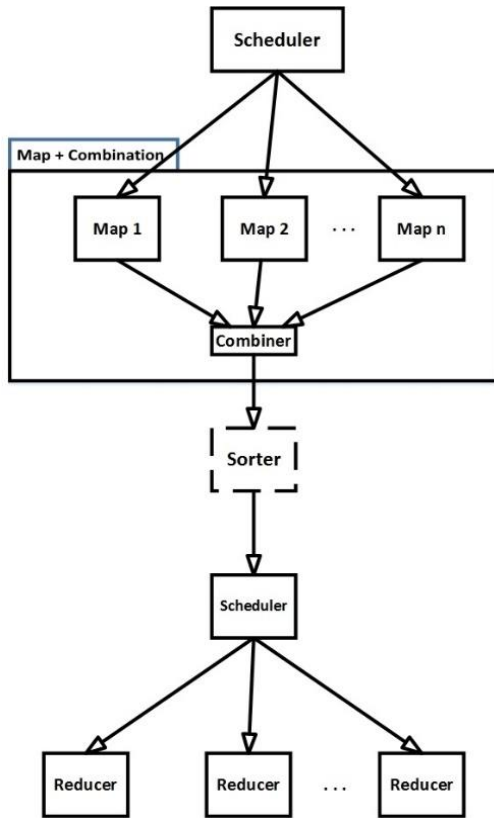 Scheduler
Map + Combination
Map 1 Map 2 ... Map n
Combiner
Sorter
Scheduler
Reducer Reducer ... Reducer